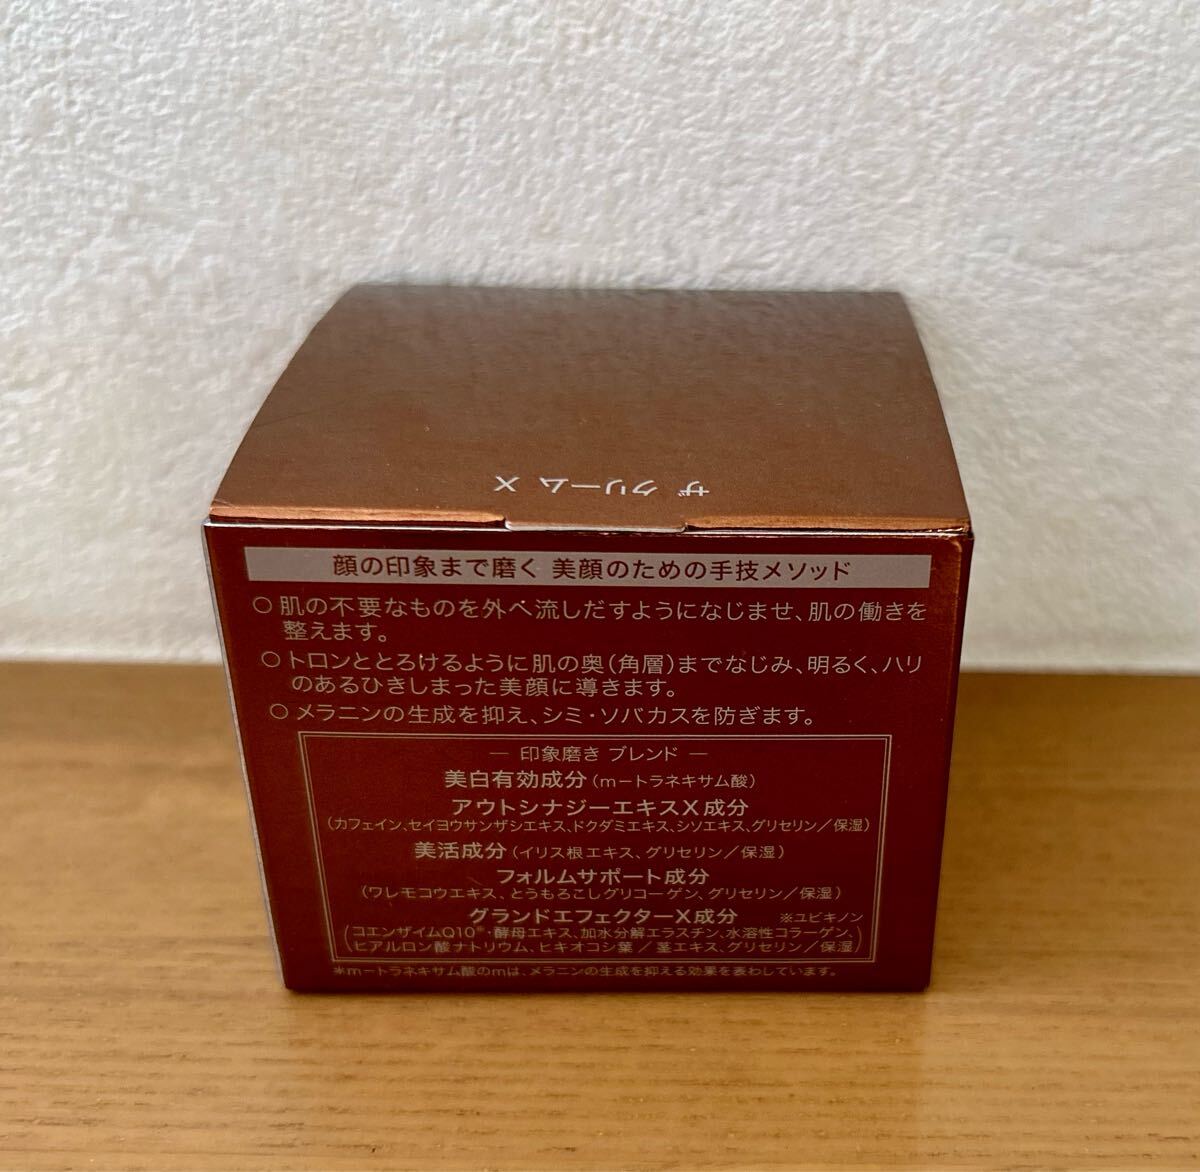 ザ クリーム X
顔の印象まで磨く 美顔のための手技メソッド
○ 肌の不要なものを外へ流しだすようになじませ、肌の働きを
整えます。
○ トロンととろけるように肌の奥(角層)までなじみ、明るく、ハリ
のあるひきしまった美顔に導きます。
○ メラニンの生成を抑え、シミ・ソバカスを防ぎます。
― 印象磨き ブレンド ―
美白有効成分(m-トラネキサム酸)
アウトシナジーエキスX成分
(カフェイン、セイヨウサンザシエキス、ドクダミエキス、シソエキス、グリセリン/保湿)
美活成分(イリス根エキス、グリセリン/保湿)
フォルムサポート成分
(ワレモコウエキス、とうもろこしグリコーゲン、グリセリン/保湿)
グランドエフェクターX成分 ※ユビキノン
(コエンザイムQ10※・酵母エキス、加水分解エラスチン、水溶性コラーゲン、
ヒアルロン酸ナトリウム、ヒキオコシ葉/茎エキス、グリセリン/保湿)
*m-トラネキサム酸のmは、メラニンの生成を抑える効果を表わしています。